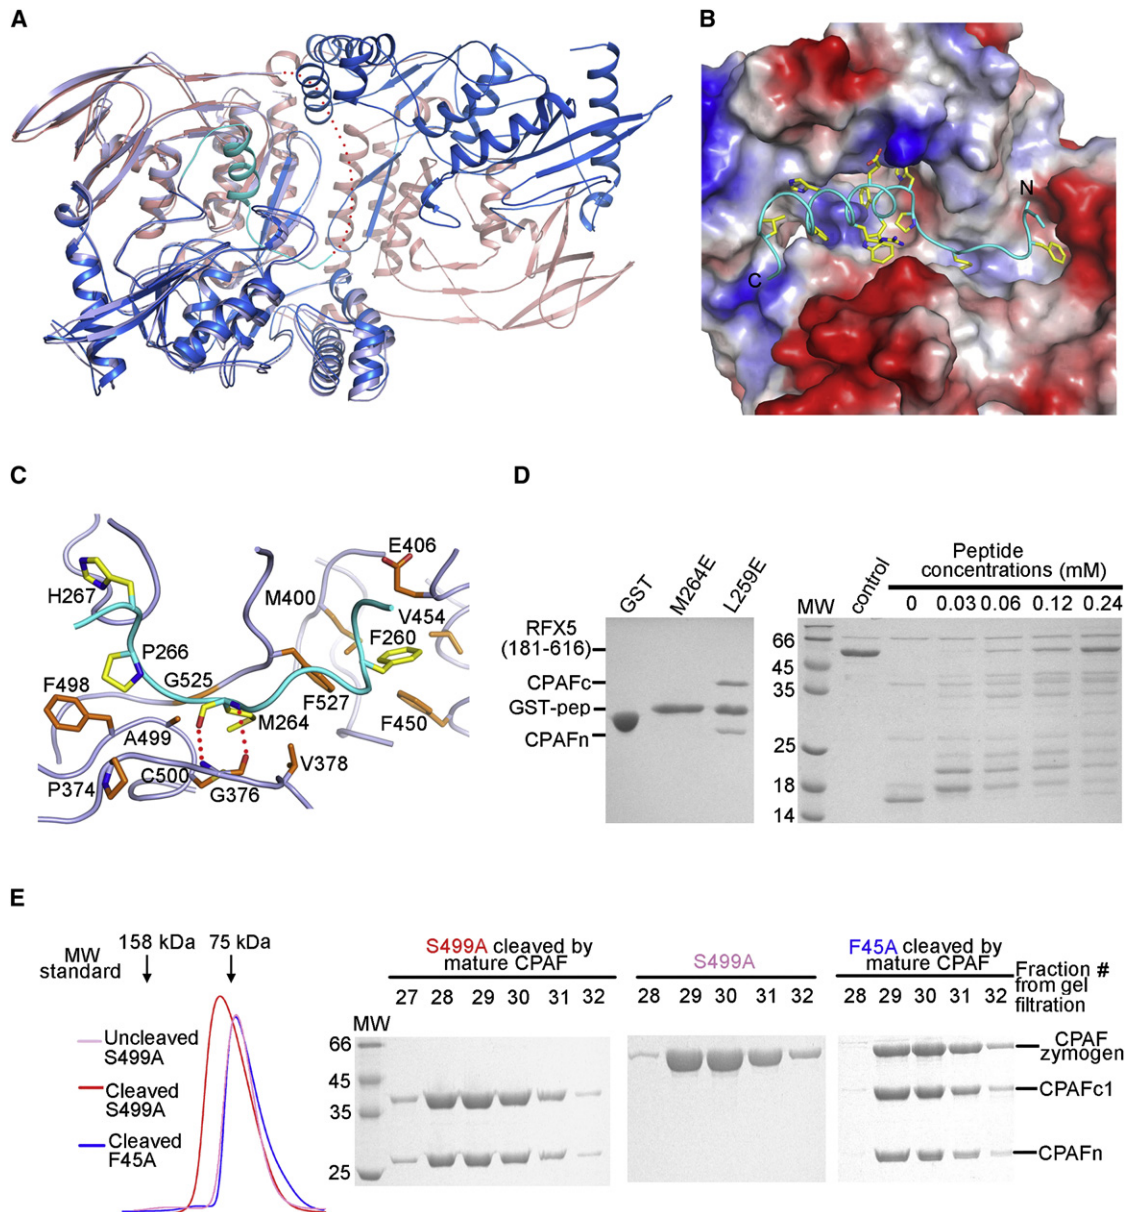 A
B
N
C
C
H267
P266
G525
F498
A499
P374
C500
G376
M264
V378
F527
M400
E406
V454
F260
F450
D
GST
M264E
L259E
RFX5
(181-616)
CPAFc
GST-pep
CPAFn
MW
control
Peptide
concentrations (mM)
0 0.03 0.06 0.12 0.24
66
45
35
25
18
14
E
MW
standard
158 kDa
75 kDa
Uncleaved
S499A
Cleaved
S499A
Cleaved
F45A
S499A cleaved by
mature CPAF
27 28 29 30 31 32
MW
66
45
35
25
S499A
28 29 30 31 32
F45A cleaved by
mature CPAF
28 29 30 31 32
Fraction #
from gel
filtration
CPAF
zymogen
CPAFc1
CPAFn